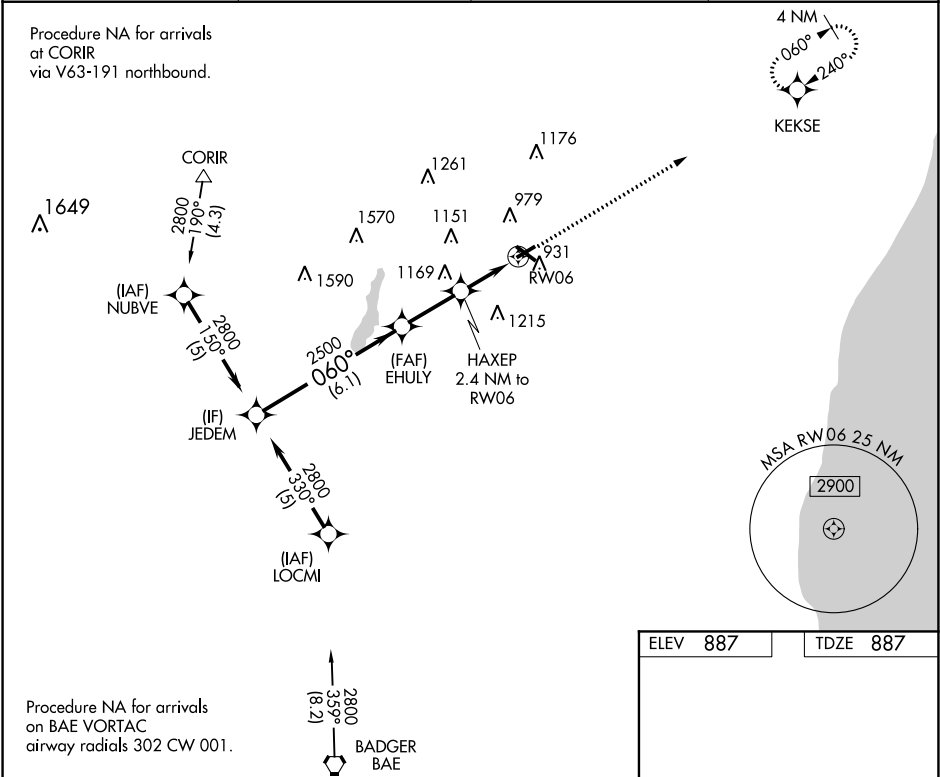 Procedure NA for arrivals
at CORIR
via V63-191 northbound.
4 NM
060°
240°
KEKSE
CORIR
2800
190°
(4.3)
1649
1261
1176
1570
1151
979
1590
1169
931
RW06
1215
(IAF)
NUBVE
2800
150°
(5)
2500
060°
(6.1)
(FAF)
EHULY
HAXEP
2.4 NM to
RW06
(IF)
JEDEM
2800
330°
(5)
(IAF)
LOCMI
MSA RW06 25 NM
2900
2800
359°
(8.2)
BADGER
BAE
Procedure NA for arrivals
on BAE VORTAC
airway radials 302 CW 001.
ELEV 887
TDZE 887